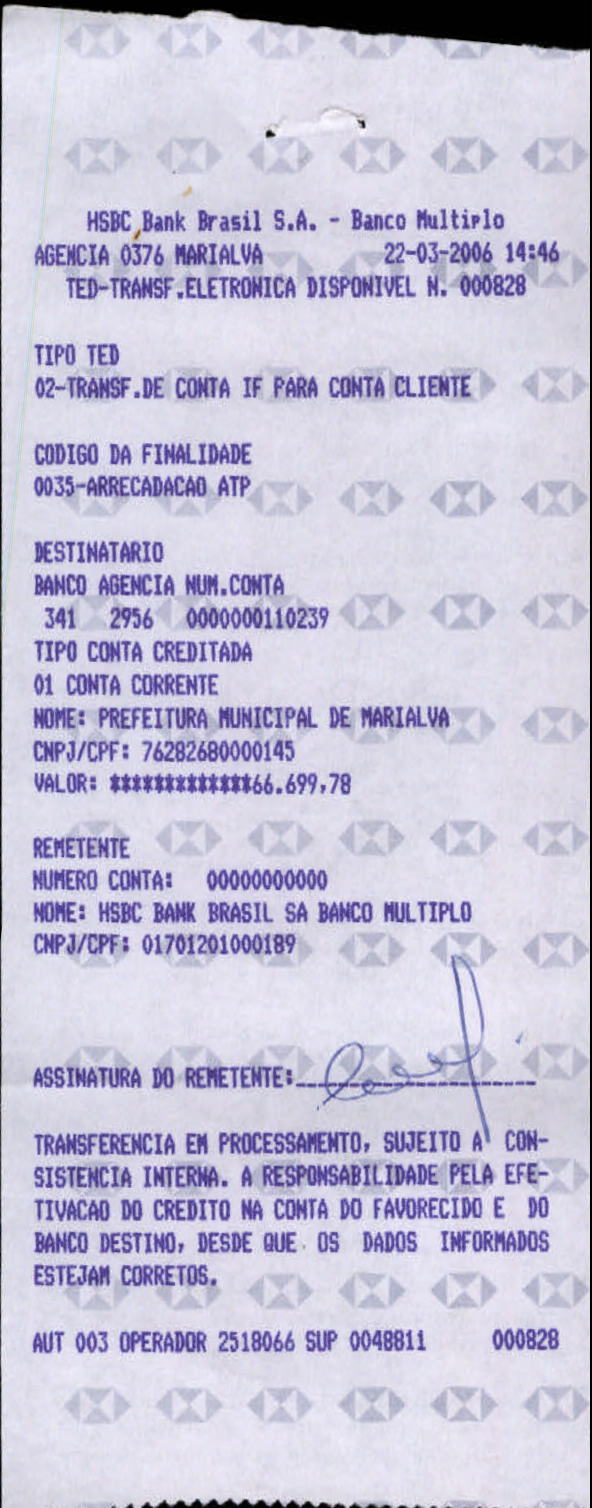 HSBC Bank Brasil S.A. - Banco Multiplo
AGENCIA 0376 MARIALVA 22-03-2006 14:46
TED-TRANSF.ELETRONICA DISPONIVEL N. 000828
TIPO TED
02-TRANSF.DE CONTA IF PARA CONTA CLIENTE
CODIGO DA FINALIDADE
0035-ARRECADACAO ATP
DESTINATARIO
BANCO AGENCIA NUM.CONTA
341 2956 0000000110239
TIPO CONTA CREDITADA
01 CONTA CORRENTE
NOME: PREFEITURA MUNICIPAL DE MARIALVA
CNPJ/CPF: 76282680000145
VALOR: *************66.699,78
REMETENTE
NUMERO CONTA: 00000000000
NOME: HSBC BANK BRASIL SA BANCO MULTIPLO
CNPJ/CPF: 01701201000189
ASSINATURA DO REMETENTE:
TRANSFERENCIA EM PROCESSAMENTO, SUJEITO A CON-
SISTENCIA INTERNA. A RESPONSABILIDADE PELA EFE-
TIVACAO DO CREDITO NA CONTA DO FAVORECIDO E DO
BANCO DESTINO, DESDE QUE OS DADOS INFORMADOS
ESTEJAM CORRETOS.
AUT 003 OPERADOR 2518066 SUP 0048811 000828